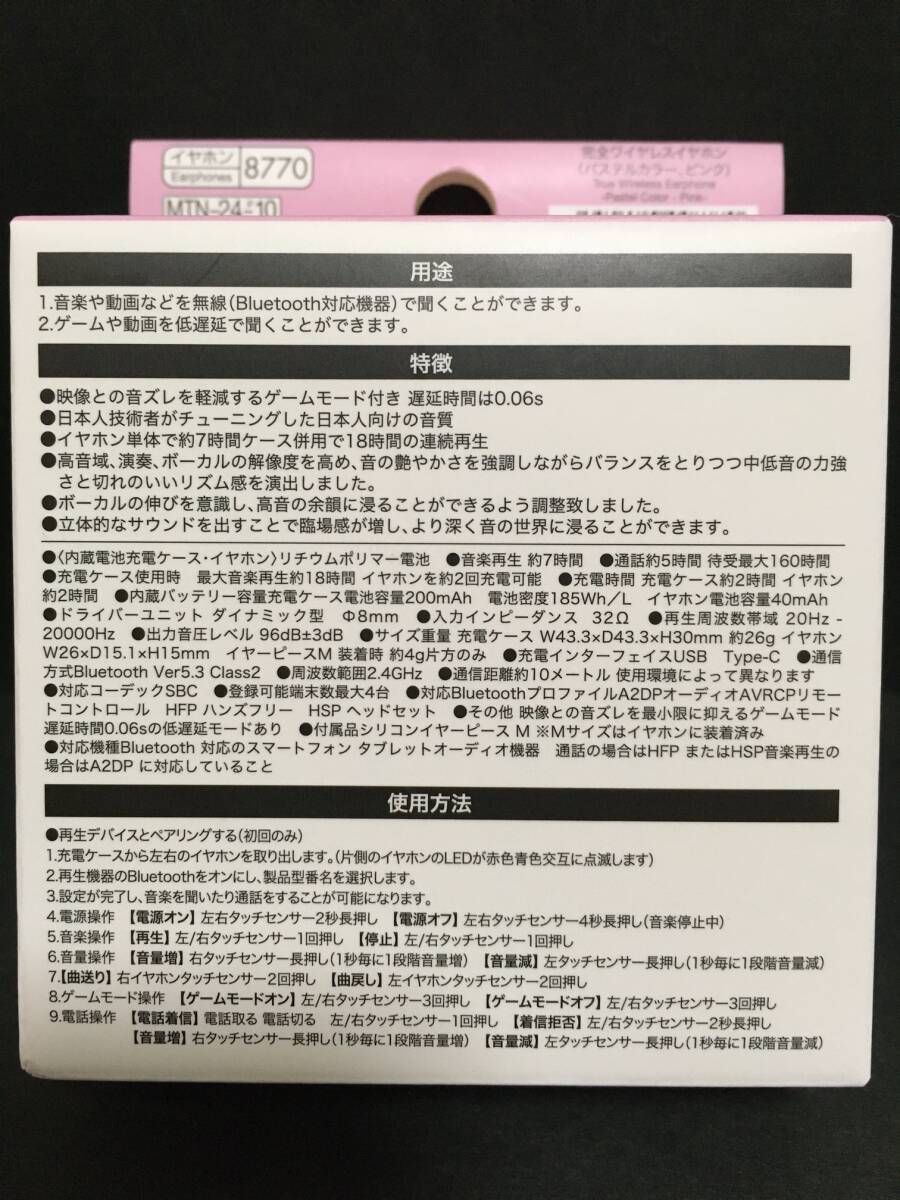 イヤホン
Earphones
8770
MTN-24-10
完全ワイヤレスイヤホン
(パステルカラー、ピンク)
True Wireless Earphone
-Pastel Color・Pink-
用途
1.音楽や動画などを無線(Bluetooth対応機器)で聞くことができます。
2.ゲームや動画を低遅延で聞くことができます。
特徴
●映像との音ズレを軽減するゲームモード付き 遅延時間は0.06s
●日本人技術者がチューニングした日本人向けの音質
●イヤホン単体で約7時間ケース併用で18時間の連続再生
●高音域、演奏、ボーカルの解像度を高め、音の艶やかさを強調しながらバランスをとりつつ中低音の力強
さと切れのいいリズム感を演出しました。
●ボーカルの伸びを意識し、高音の余韻に浸ることができるよう調整致しました。
●立体的なサウンドを出すことで臨場感が増し、より深く音の世界に浸ることができます。
●〈内蔵電池充電ケース・イヤホン〉リチウムポリマー電池 ●音楽再生 約7時間 ●通話約5時間 待受最大160時間
●充電ケース使用時 最大音楽再生約18時間 イヤホンを約2回充電可能 ●充電時間 充電ケース約2時間 イヤホン
約2時間 ●内蔵バッテリー容量充電ケース電池容量200mAh 電池密度185Wh/L イヤホン電池容量40mAh
●ドライバーユニット ダイナミック型 Φ8mm ●入力インピーダンス 32Ω ●再生周波数帯域 20Hz -
20000Hz ●出力音圧レベル 96dB±3dB ●サイズ重量 充電ケース W43.3×D43.3×H30mm 約26g イヤホン
W26×D15.1×H15mm イヤーピースM 装着時 約4g片方のみ ●充電インターフェイスUSB Type-C ●通信
方式Bluetooth Ver5.3 Class2 ●周波数範囲2.4GHz ●通信距離約10メートル 使用環境によって異なります
●対応コーデックSBC ●登録可能端末数最大4台 ●対応BluetoothプロファイルA2DPオーディオAVRCPリモー
トコントロール HFP ハンズフリー HSP ヘッドセット ●その他 映像との音ズレを最小限に抑えるゲームモード
遅延時間0.06sの低遅延モードあり ●付属品シリコンイヤーピース M ※Mサイズはイヤホンに装着済み
●対応機種Bluetooth 対応のスマートフォン タブレットオーディオ機器 通話の場合はHFP またはHSP音楽再生の
場合はA2DP に対応していること
使用方法
●再生デバイスとペアリングする(初回のみ)
1.充電ケースから左右のイヤホンを取り出します。(片側のイヤホンのLEDが赤色青色交互に点滅します)
2.再生機器のBluetoothをオンにし、製品型番名を選択します。
3.設定が完了し、音楽を聞いたり通話をすることが可能になります。
4.電源操作 【電源オン】 左右タッチセンサー2秒長押し 【電源オフ】 左右タッチセンサー4秒長押し(音楽停止中)
5.音楽操作 【再生】 左/右タッチセンサー1回押し 【停止】 左/右タッチセンサー1回押し
6.音量操作 【音量増】 右タッチセンサー長押し(1秒毎に1段階音量増) 【音量減】 左タッチセンサー長押し(1秒毎に1段階音量減)
7.【曲送り】 右イヤホンタッチセンサー2回押し 【曲戻し】 左イヤホンタッチセンサー2回押し
8.ゲームモード操作 【ゲームモードオン】 左/右タッチセンサー3回押し 【ゲームモードオフ】 左/右タッチセンサー3回押し
9.電話操作 【電話着信】 電話取る 電話切る 左/右タッチセンサー1回押し 【着信拒否】 左/右タッチセンサー2秒長押し
【音量増】 右タッチセンサー長押し(1秒毎に1段階音量増) 【音量減】 左タッチセンサー長押し(1秒毎に1段階音量減)